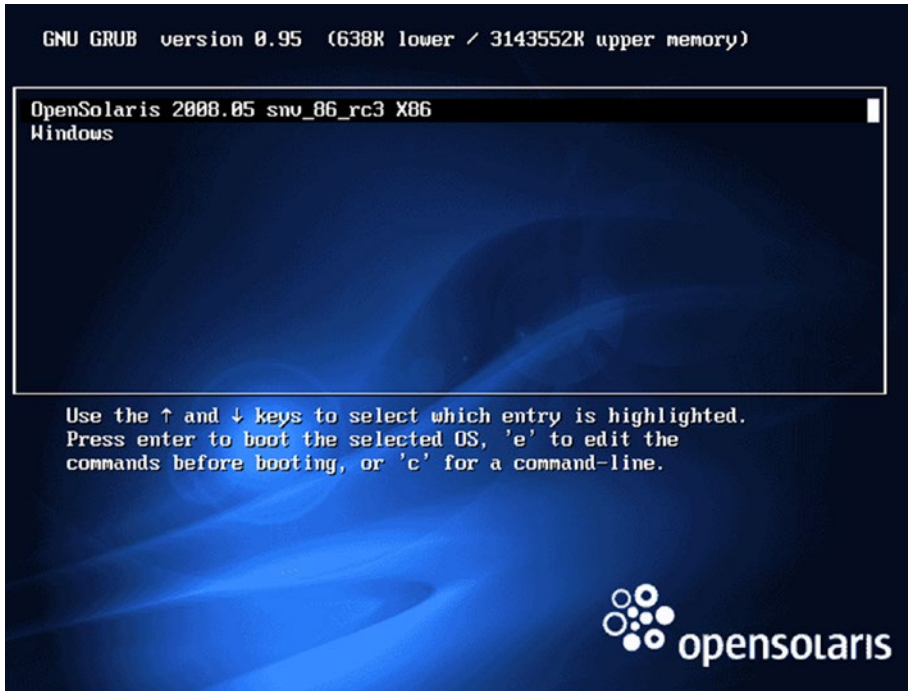 GNU GRUB version 0.95 (638K lower / 3143552K upper memory)
OpenSolaris 2008.05 snv_86_rc3 X86
Windows
Use the ↑ and ↓ keys to select which entry is highlighted.
Press enter to boot the selected OS, 'e' to edit the
commands before booting, or 'c' for a command-line.
opensolaris